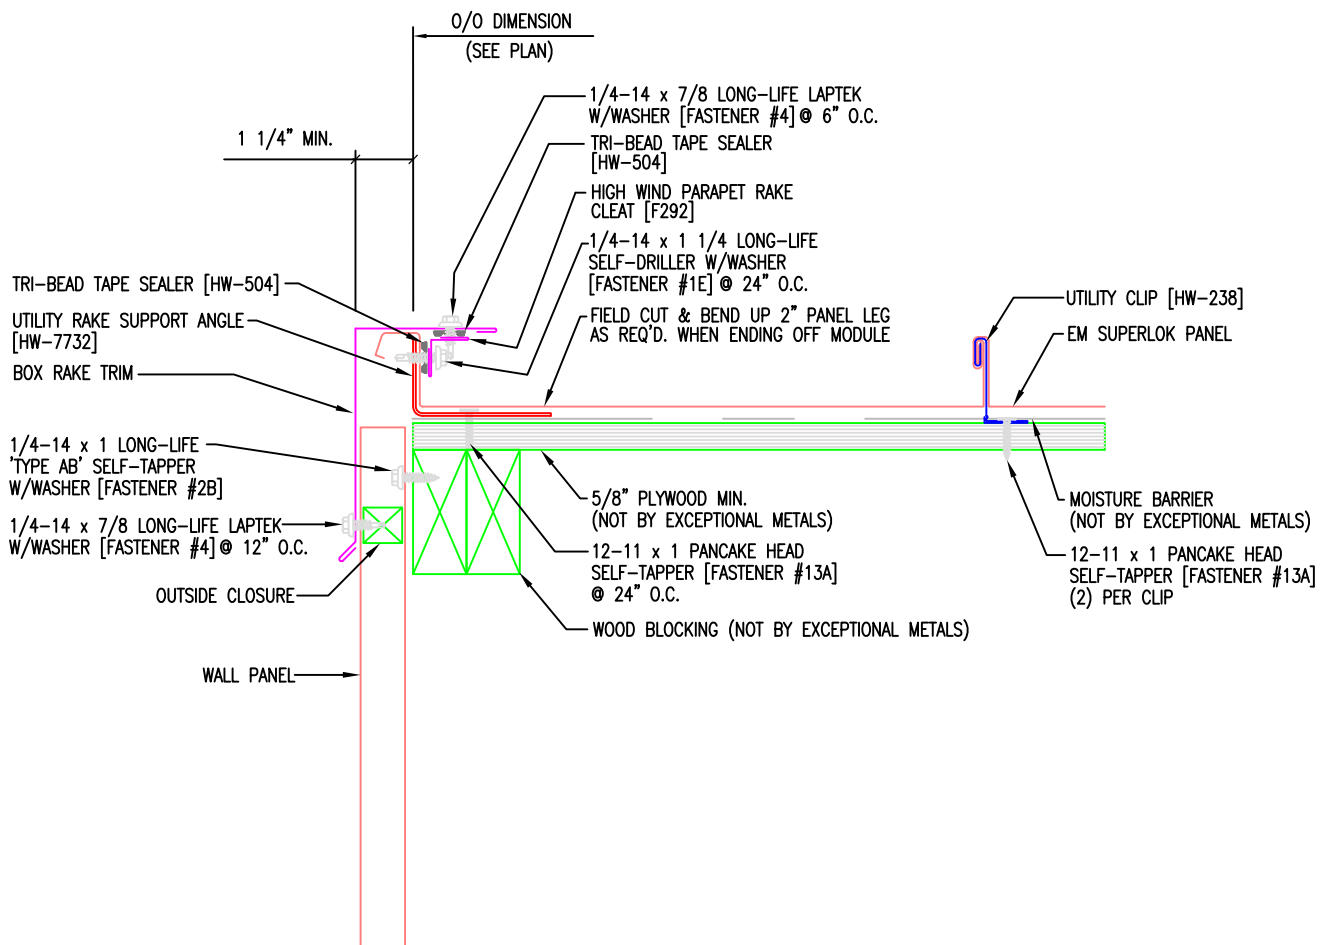 O/O DIMENSION
(SEE PLAN)
1 1/4" MIN.
1/4-14 x 7/8 LONG-LIFE LAPTEK
W/WASHER [FASTENER #4] @ 6" O.C.
TRI-BEAD TAPE SEALER
[HW-504]
HIGH WIND PARAPET RAKE
CLEAT [F292]
1/4-14 x 1 1/4 LONG-LIFE
SELF-DRILLER W/WASHER
[FASTENER #1E] @ 24" O.C.
FIELD CUT & BEND UP 2" PANEL LEG
AS REQ'D. WHEN ENDING OFF MODULE
TRI-BEAD TAPE SEALER [HW-504]
UTILITY RAKE SUPPORT ANGLE
[HW-7732]
BOX RAKE TRIM
1/4-14 x 1 LONG-LIFE
'TYPE AB' SELF-TAPPER
W/WASHER [FASTENER #2B]
1/4-14 x 7/8 LONG-LIFE LAPTEK
W/WASHER [FASTENER #4] @ 12" O.C.
OUTSIDE CLOSURE
WALL PANEL
UTILITY CLIP [HW-238]
EM SUPERLOK PANEL
5/8" PLYWOOD MIN.
(NOT BY EXCEPTIONAL METALS)
12-11 x 1 PANCAKE HEAD
SELF-TAPPER [FASTENER #13A]
@ 24" O.C.
WOOD BLOCKING (NOT BY EXCEPTIONAL METALS)
MOISTURE BARRIER
(NOT BY EXCEPTIONAL METALS)
12-11 x 1 PANCAKE HEAD
SELF-TAPPER [FASTENER #13A]
(2) PER CLIP